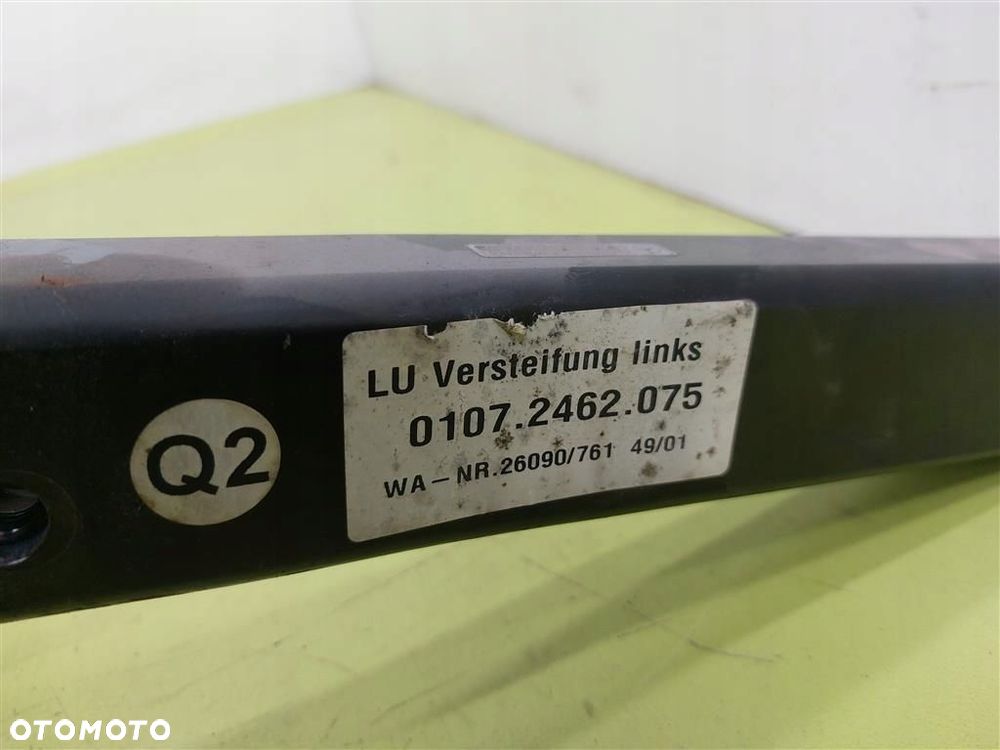 LU Versteifung links
0107.2462.075
WA – NR.26090/761 49/01
Q2
OTOMOTO